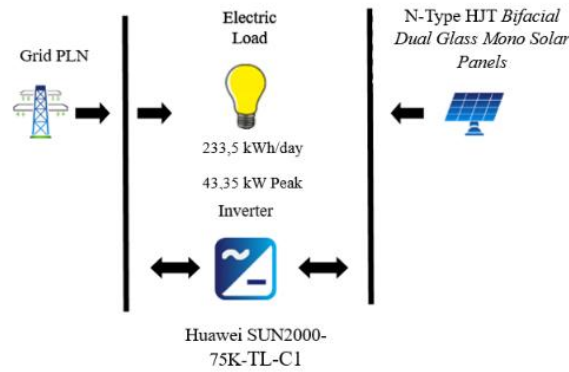 Grid PLN
Electric
Load
233,5 kWh/day
43,35 kW Peak
N-Type HJT Bifacial
Dual Glass Mono Solar
Panels
Inverter
Huawei SUN2000-
75K-TL-C1